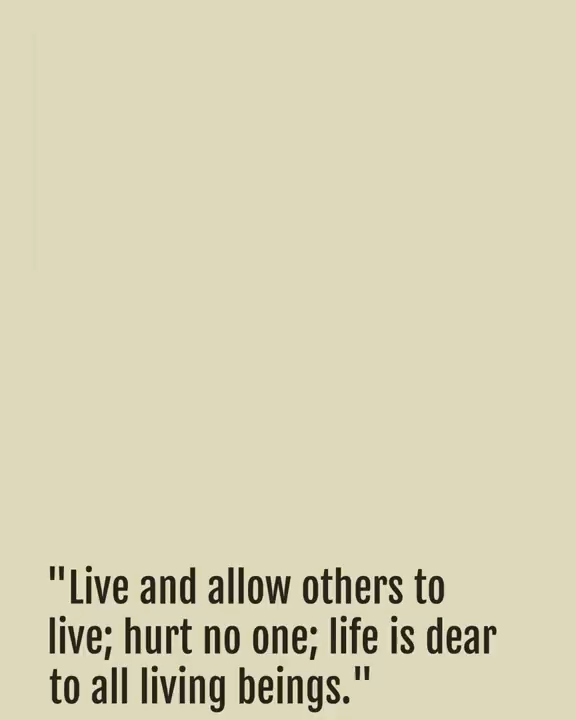 "Live and allow others to
live; hurt no one; life is dear
to all living beings."